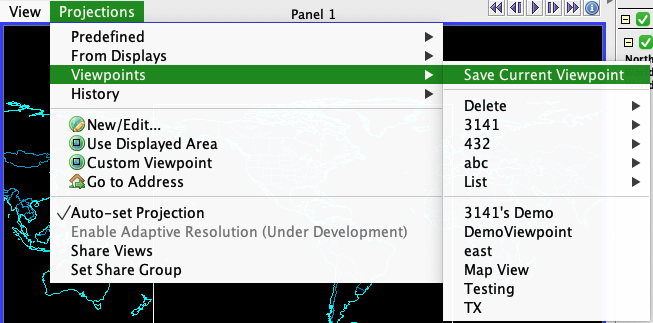 View Projections Panel 1
Predefined
From Displays
Viewpoints
History
New/Edit...
Use Displayed Area
Custom Viewpoint
Go to Address
Auto-set Projection
Enable Adaptive Resolution (Under Development)
Share Views
Set Share Group
Save Current Viewpoint
Delete
3141
432
abc
List
3141's Demo
DemoViewpoint
east
Map View
Testing
TX
North